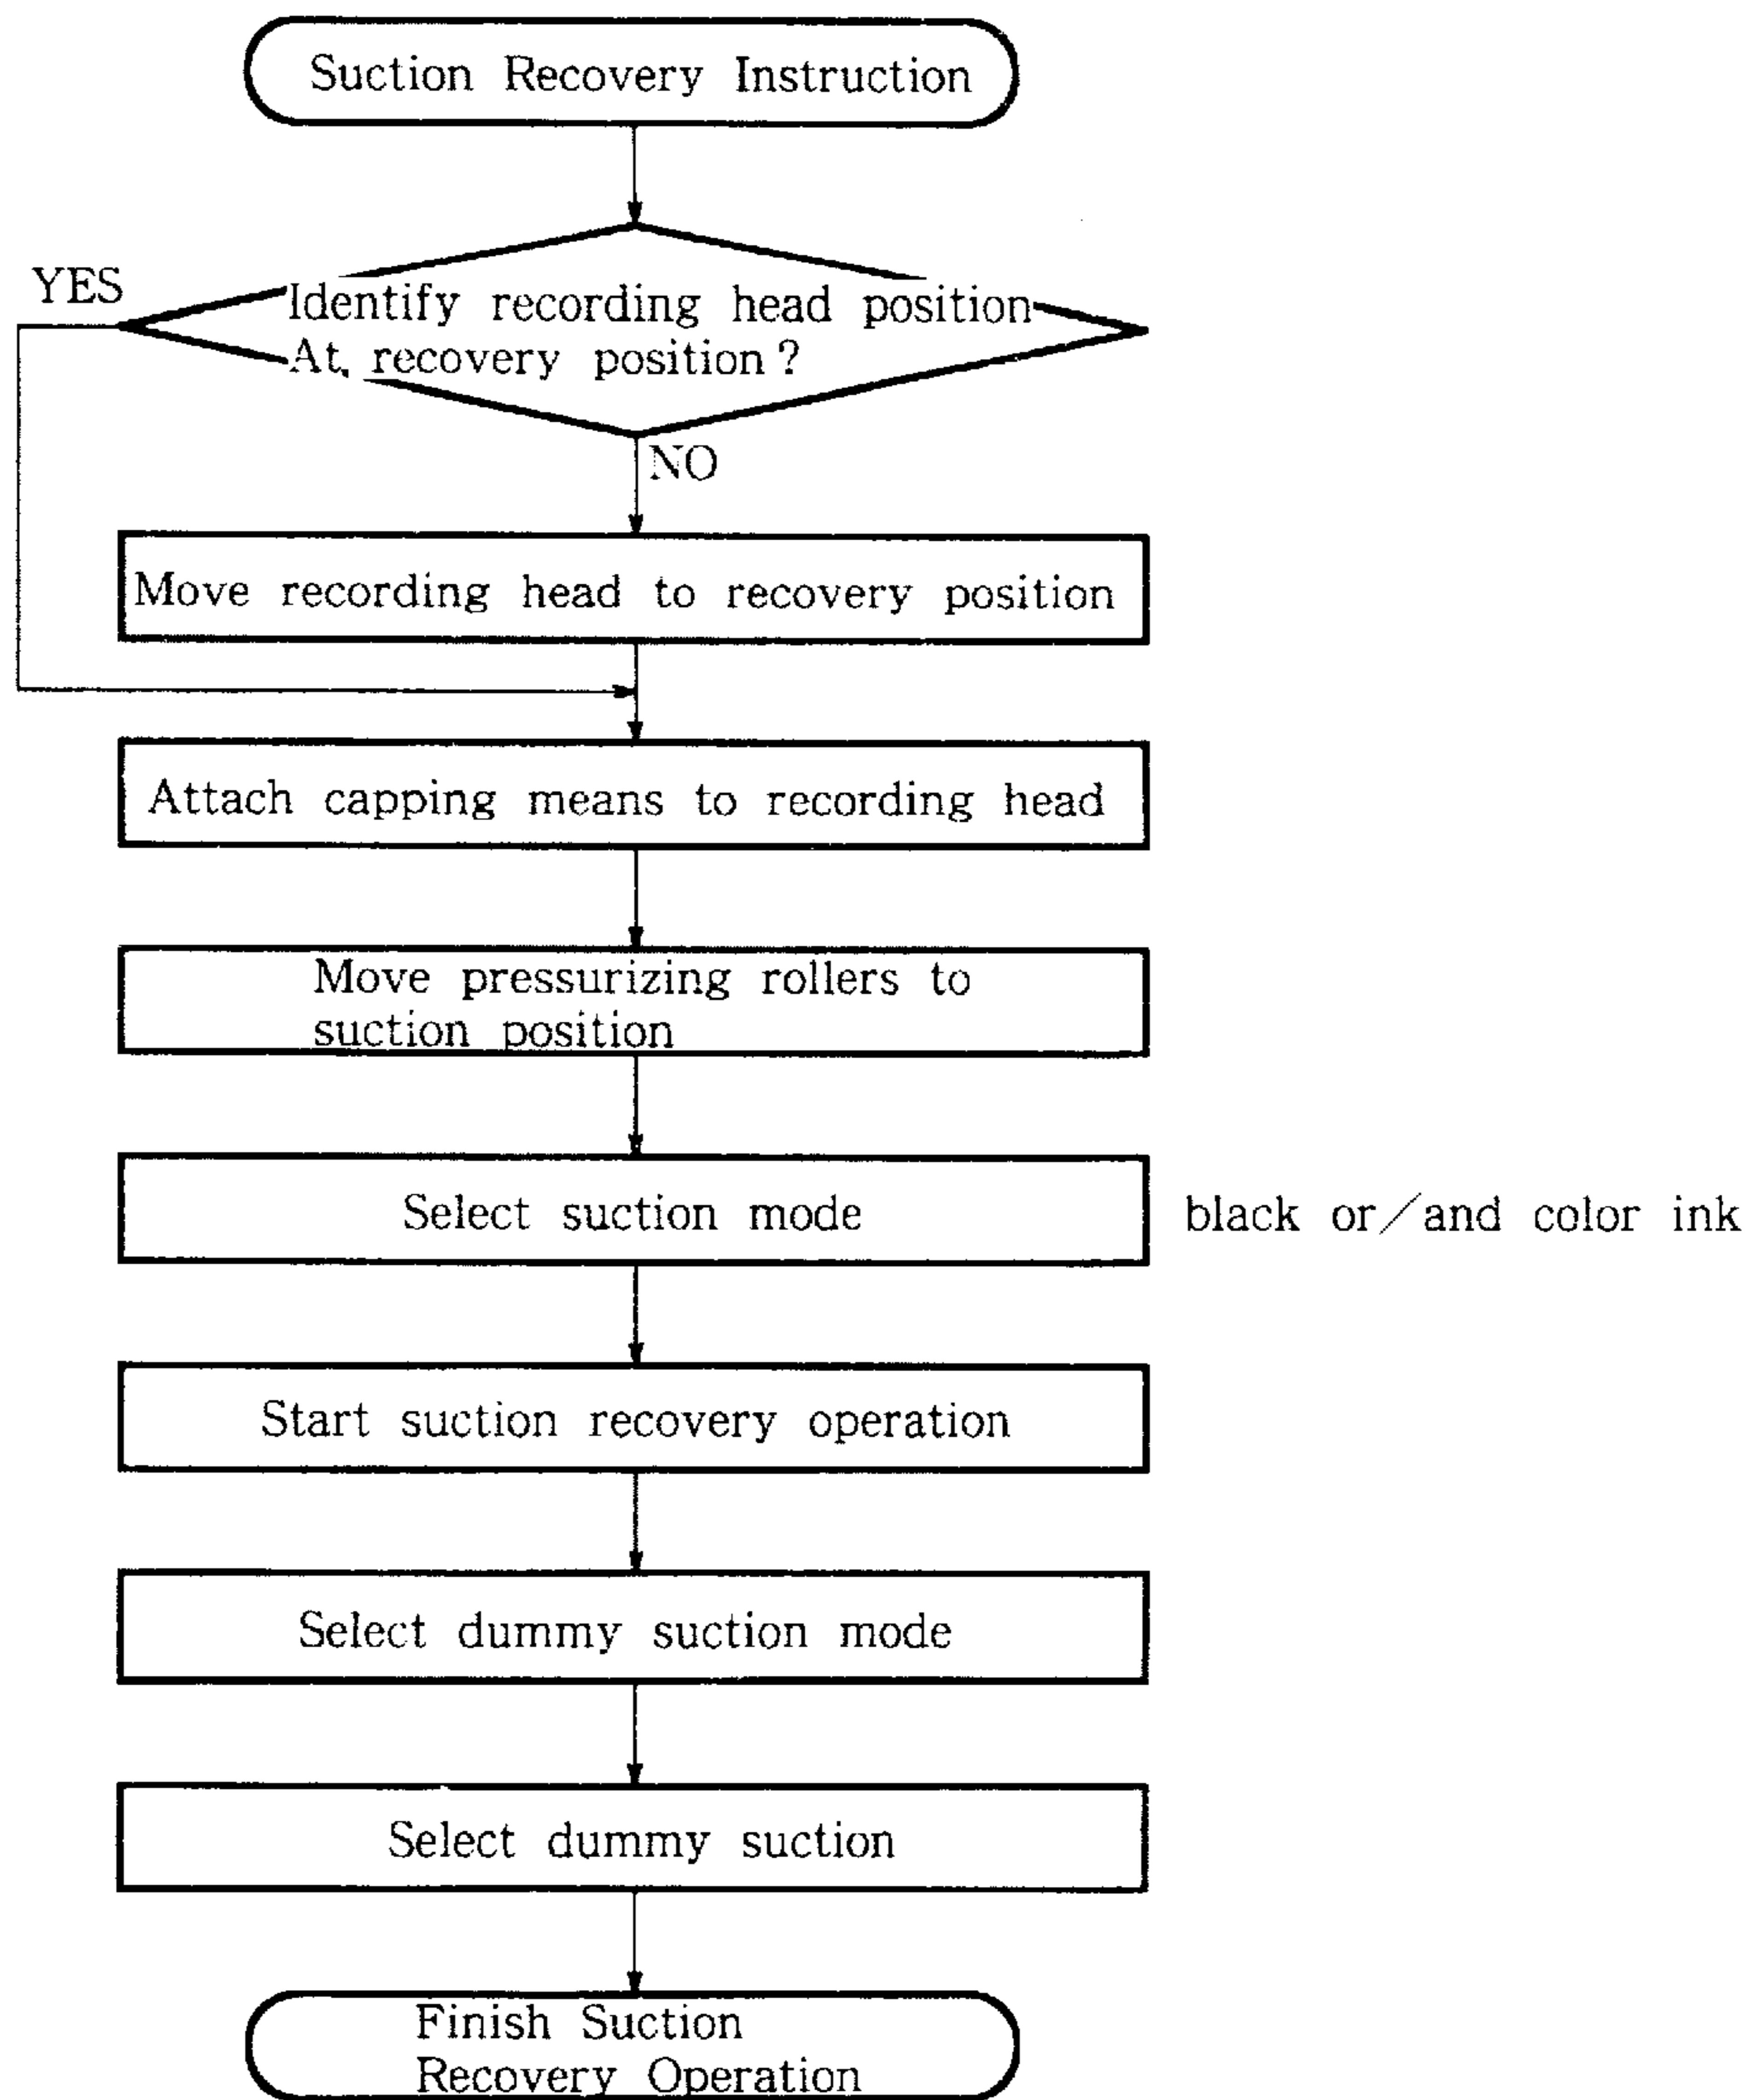 Suction Recovery Instruction
YES
Identify recording head position
At recovery position?
NO
Move recording head to recovery position
Attach capping means to recording head
Move pressurizing rollers to
suction position
Select suction mode
black or/and color ink
Start suction recovery operation
Select dummy suction mode
Select dummy suction
Finish Suction
Recovery Operation